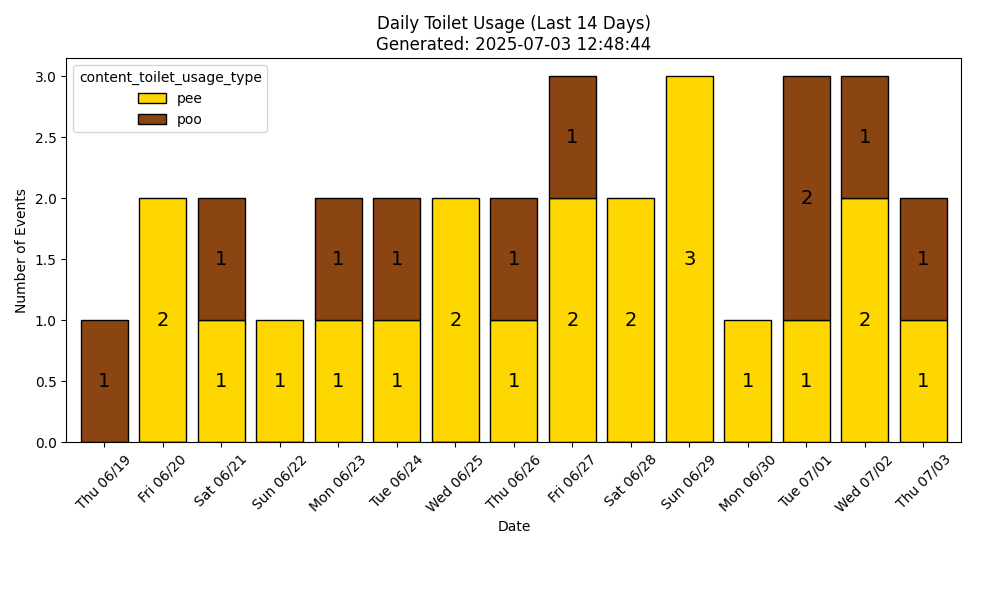 Daily Toilet Usage (Last 14 Days)
Generated: 2025-07-03 12:48:44
content_toilet_usage_type
pee
poo
Number of Events
3.0
2.5
2.0
1.5
1.0
0.5
0.0
1
2
1
1
1
1
1
1
1
2
1
1
1
2
2
3
1
2
1
1
2
1
1
Thu 06/19
Fri 06/20
Sat 06/21
Sun 06/22
Mon 06/23
Tue 06/24
Wed 06/25
Thu 06/26
Fri 06/27
Sat 06/28
Sun 06/29
Mon 06/30
Tue 07/01
Wed 07/02
Thu 07/03
Date